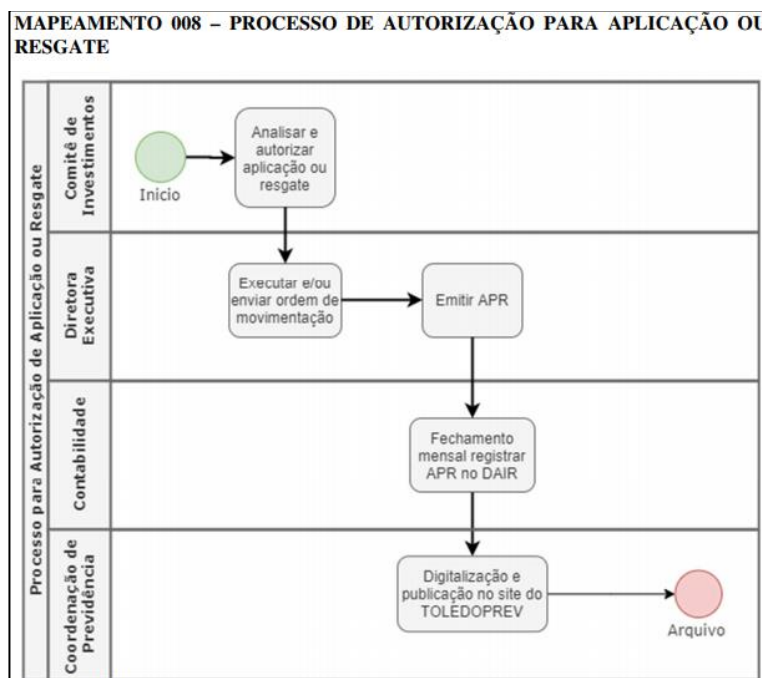 MAPEAMENTO 008 – PROCESSO DE AUTORIZAÇÃO PARA APLICAÇÃO OU
RESGATE
Processo para Autorização de Aplicação ou Resgate
Comitê de
Investimentos
Inicio
Analisar e
autorizar
aplicação ou
resgate
Diretora
Executiva
Executar e/ou
enviar ordem de
movimentação
Emitir APR
Contabilidade
Fechamento
mensal registrar
APR no DAIR
Coordenação de
Previdência
Digitalização e
publicação no site do
TOLEDOPREV
Arquivo